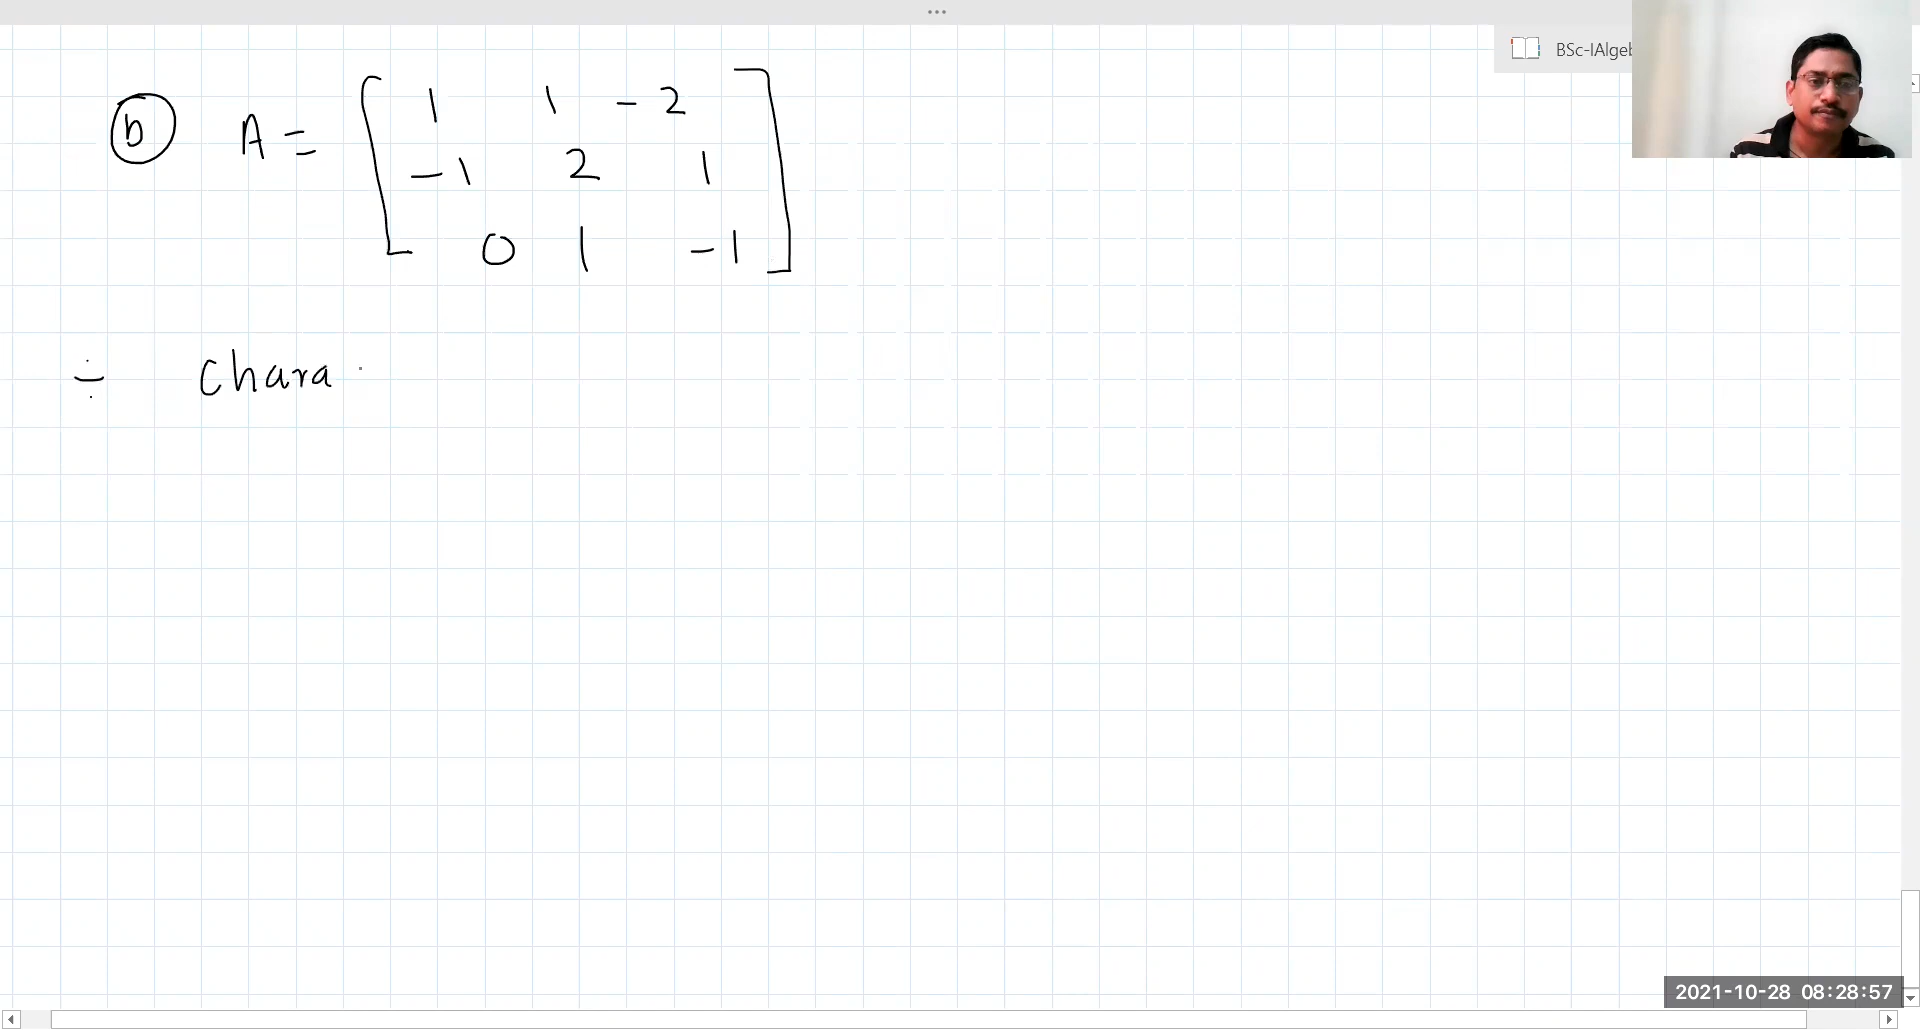 BSc-IAlgeb
b A = [ 1 1 -2
-1 2 1
0 1 -1 ]
÷ Chara
2021-10-28 08:28:57